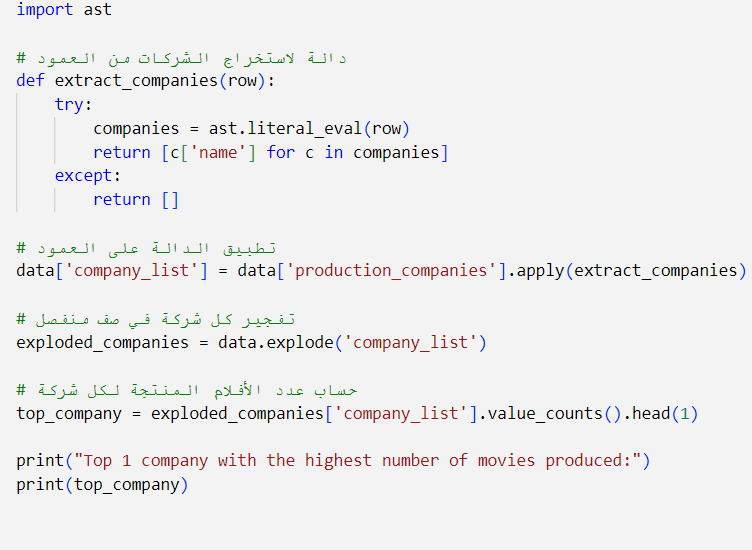 import ast
# دالة لاستخراج الشركات من العمود
def extract_companies(row):
    try:
        companies = ast.literal_eval(row)
        return [c['name'] for c in companies]
    except:
        return []
# تطبيق الدالة على العمود
data['company_list'] = data['production_companies'].apply(extract_companies)
# تفجير كل شركة في صف منفصل
exploded_companies = data.explode('company_list')
# حساب عدد الأفلام المنتجة لكل شركة
top_company = exploded_companies['company_list'].value_counts().head(1)
print("Top 1 company with the highest number of movies produced:")
print(top_company)